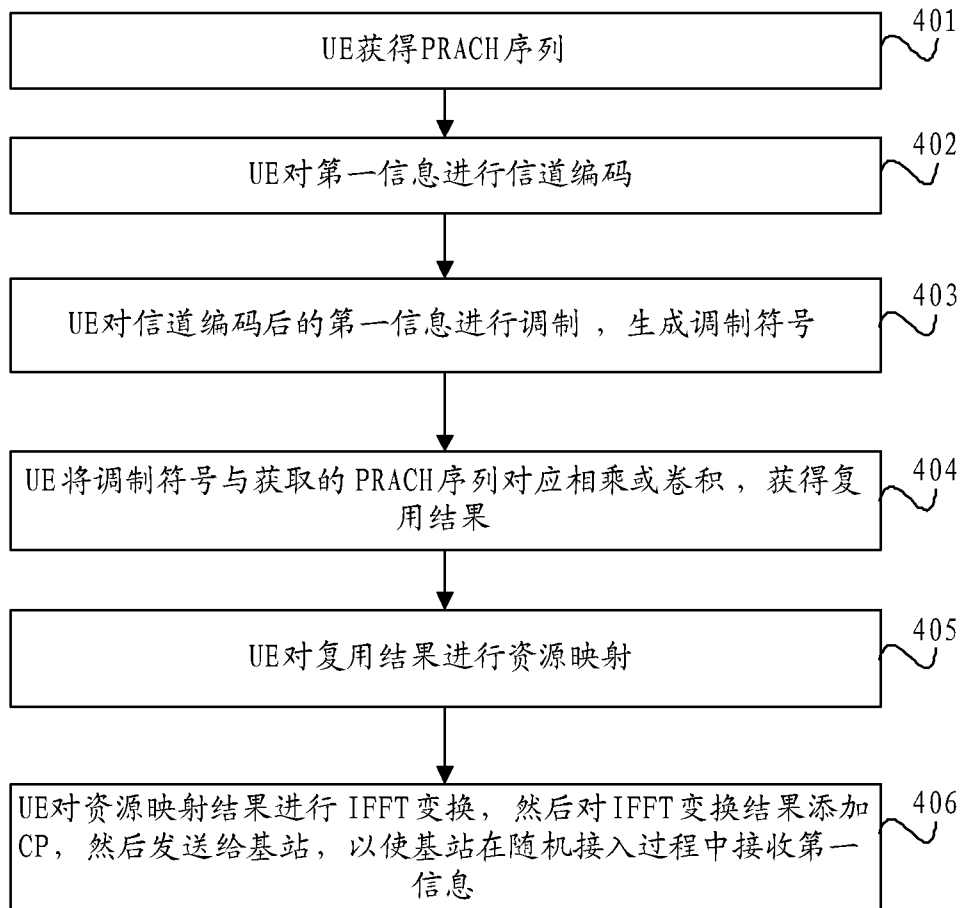 UE获得PRACH序列
401
UE对第一信息进行信道编码
402
UE对信道编码后的第一信息进行调制，生成调制符号
403
UE将调制符号与获取的PRACH序列对应相乘或卷积，获得复
用结果
404
UE对复用结果进行资源映射
405
UE对资源映射结果进行IFFT变换，然后对IFFT变换结果添加
CP，然后发送给基站，以使基站在随机接入过程中接收第一
信息
406